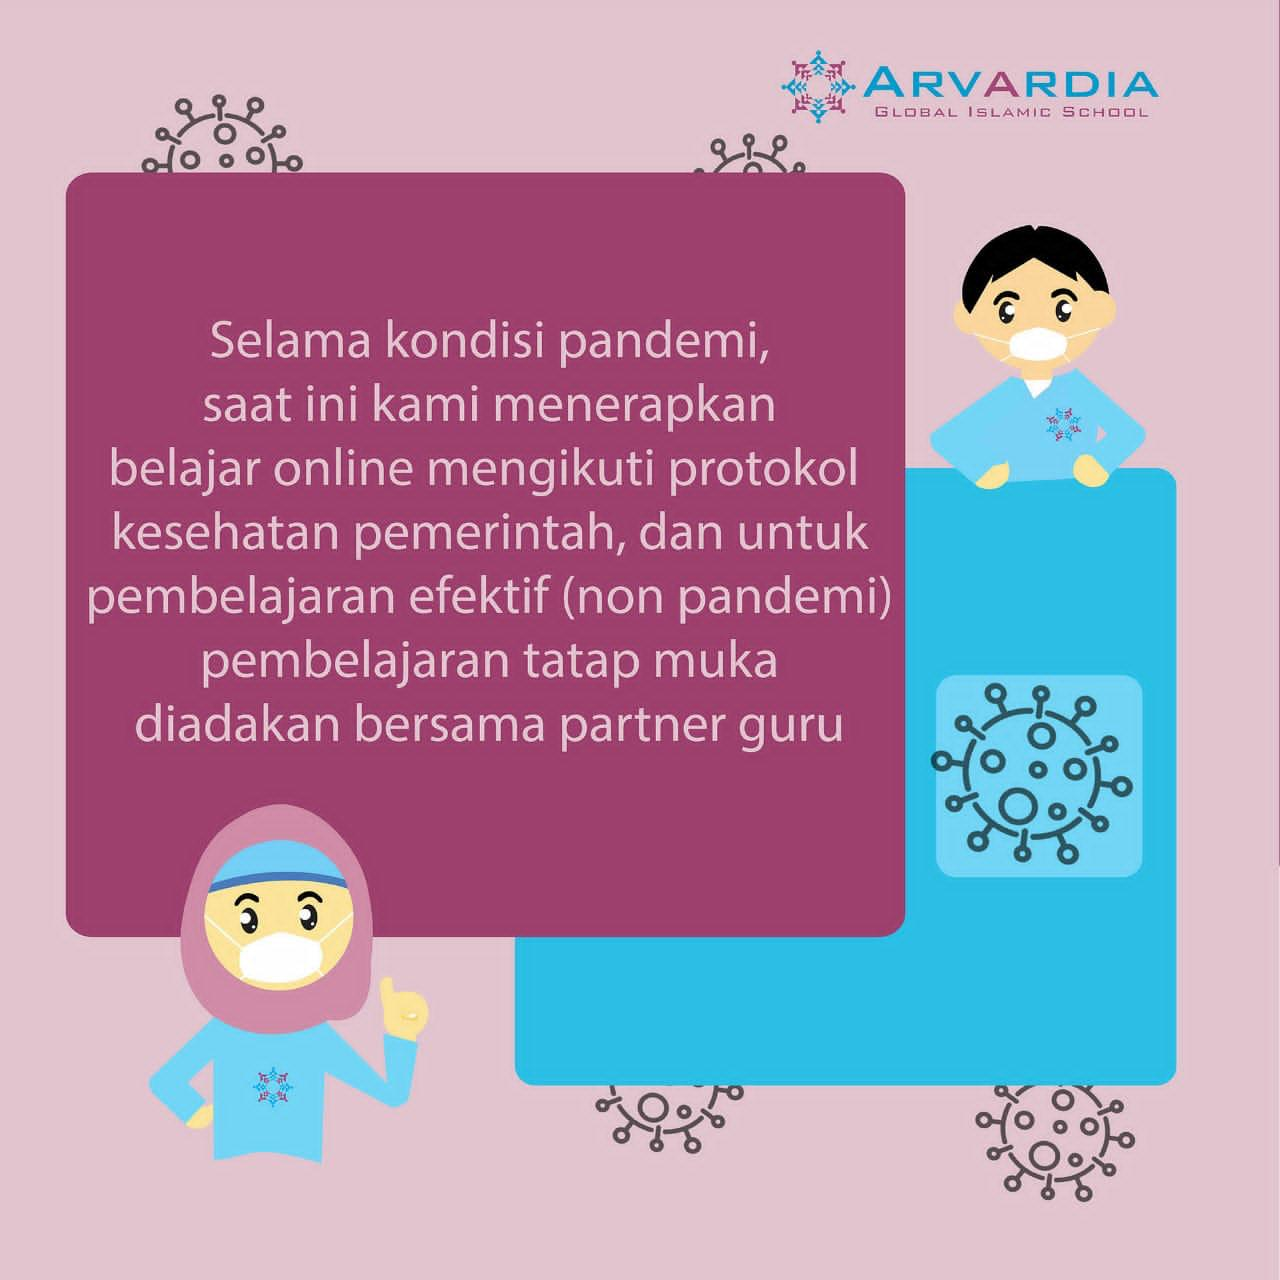 ARVARDIA
GLOBAL ISLAMIC SCHOOL
Selama kondisi pandemi,
saat ini kami menerapkan
belajar online mengikuti protokol
kesehatan pemerintah, dan untuk
pembelajaran efektif (non pandemi)
pembelajaran tatap muka
diadakan bersama partner guru